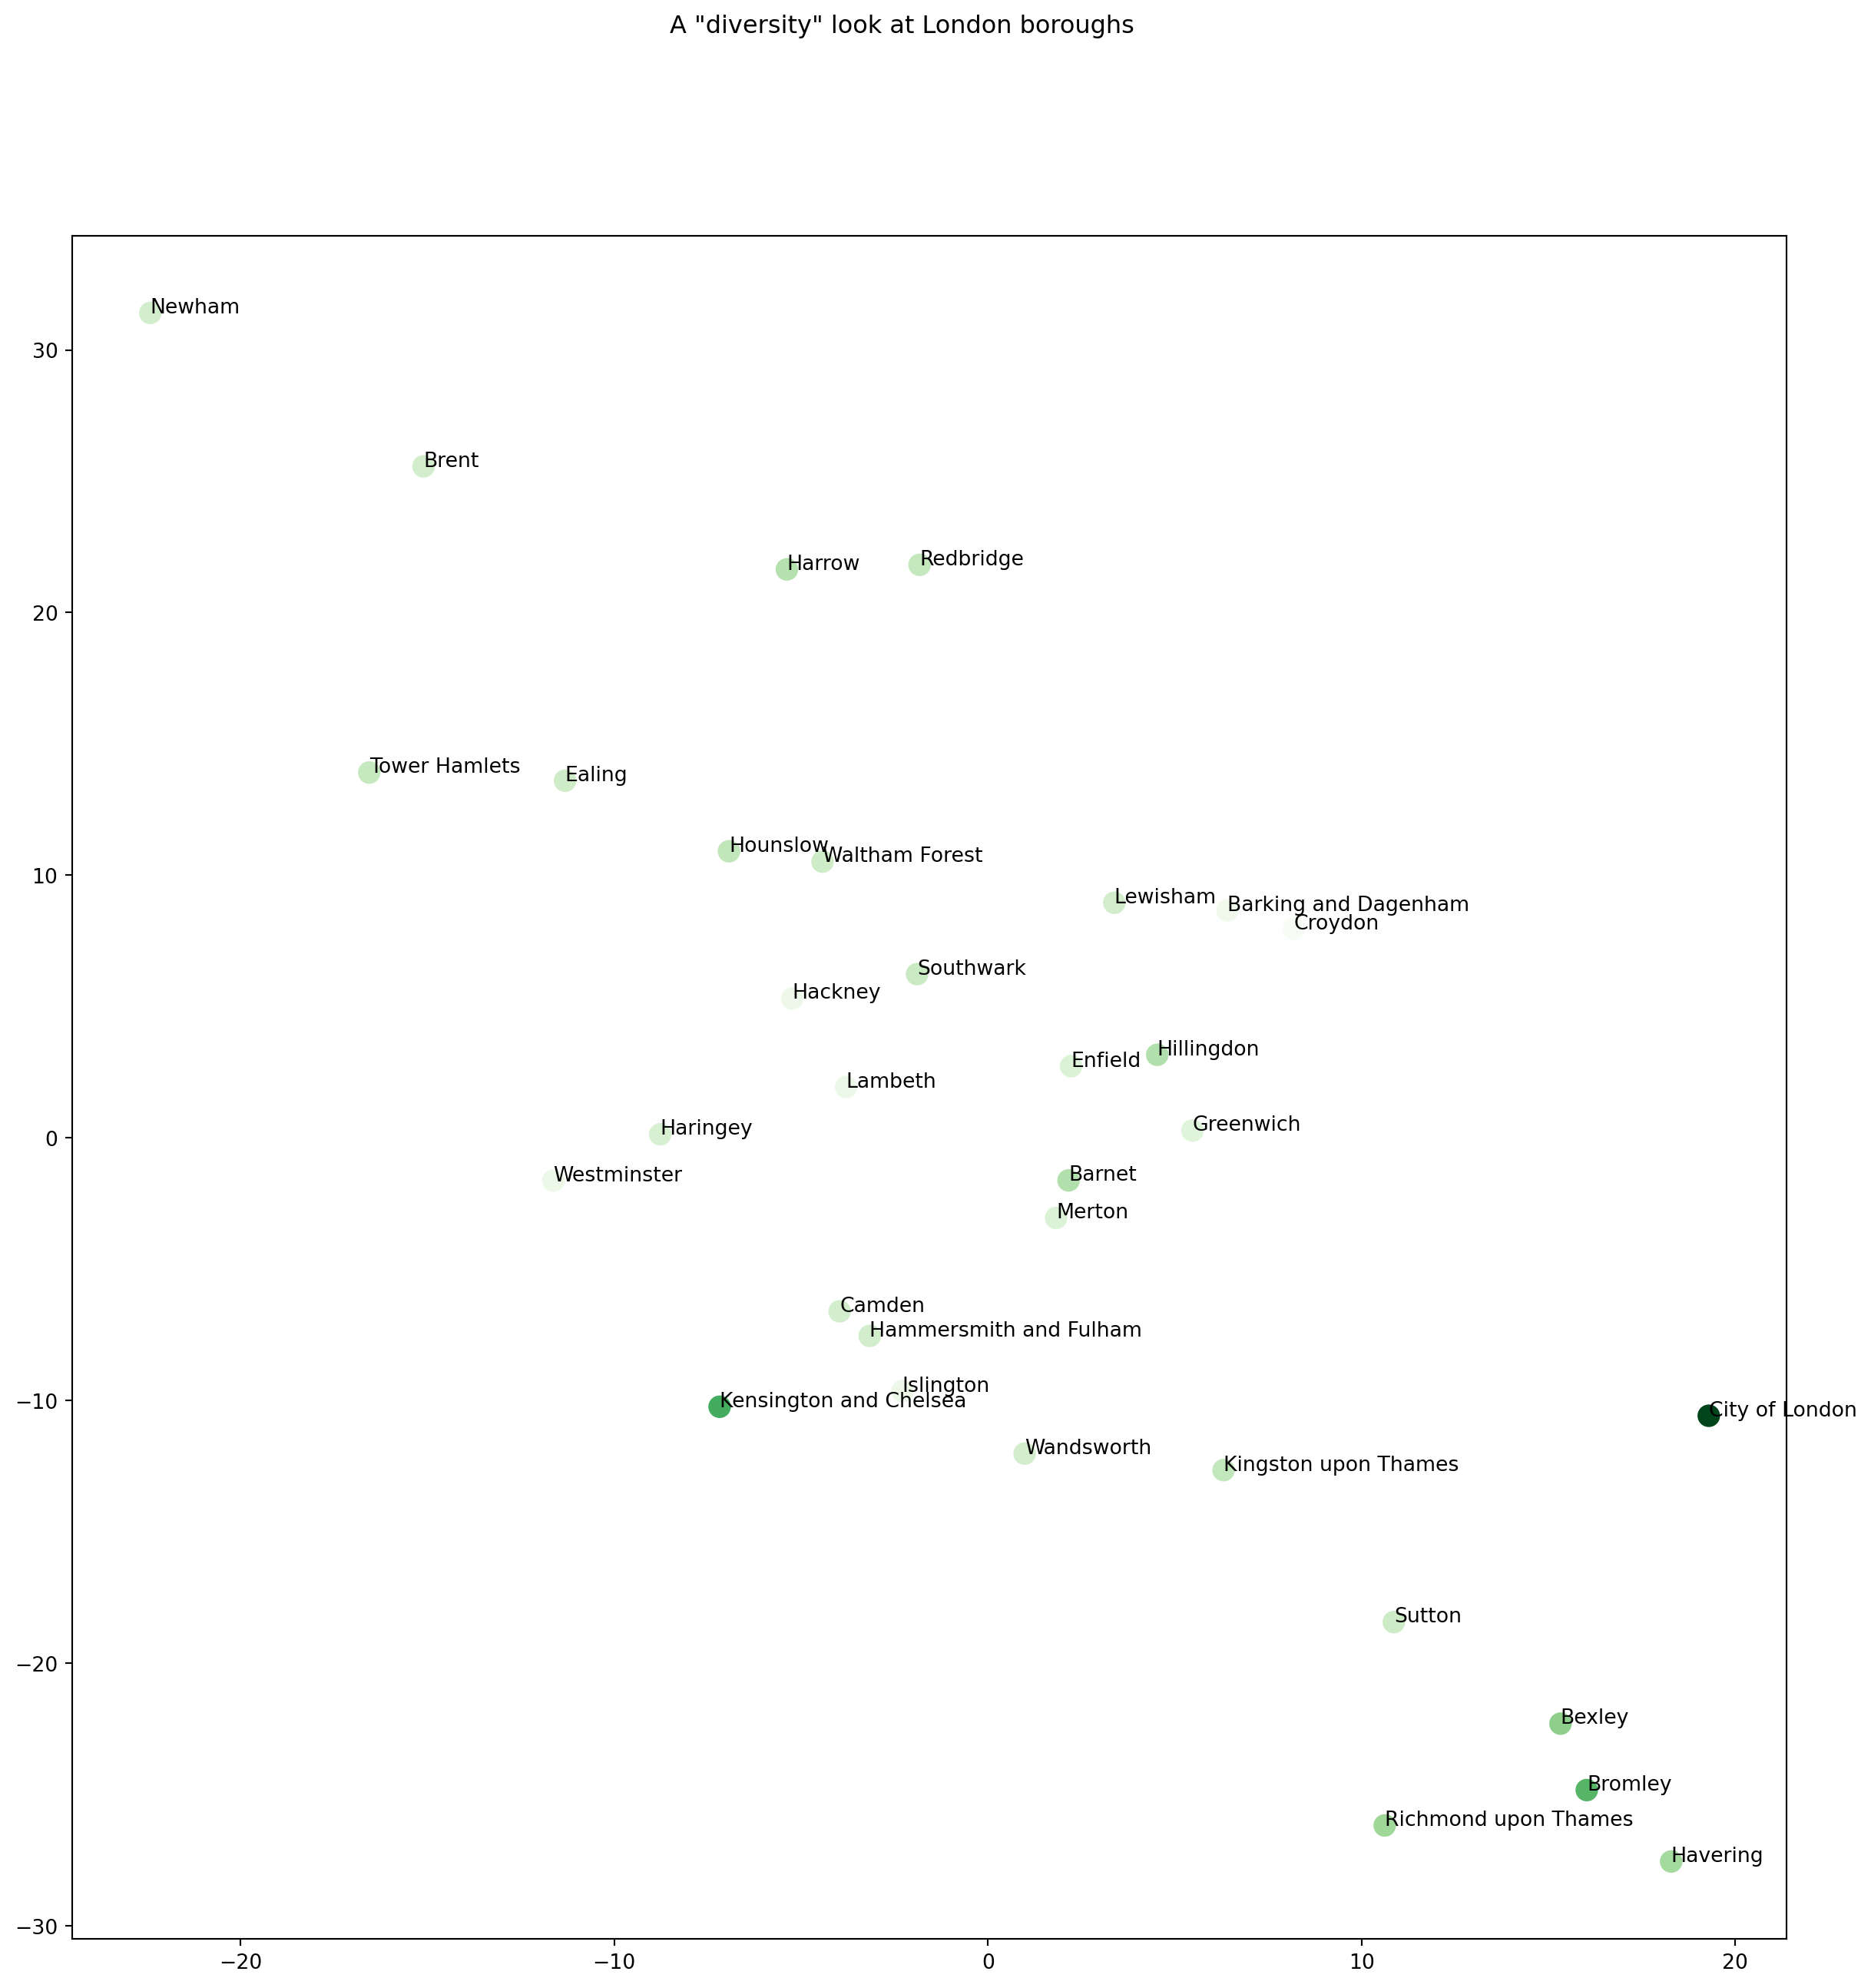 A "diversity" look at London boroughs
Newham
30
Brent
Harrow
Redbridge
20
Tower Hamlets
Ealing
Hounslow
Waltham Forest
10
Lewisham
Barking and Dagenham
Croydon
Southwark
Hackney
Hillingdon
Enfield
Lambeth
Greenwich
Haringey
0
Westminster
Barnet
Merton
Camden
Hammersmith and Fulham
Islington
Kensington and Chelsea
−10
City of London
Wandsworth
Kingston upon Thames
Sutton
−20
Bexley
Bromley
Richmond upon Thames
Havering
−30
−20
−10
0
10
20